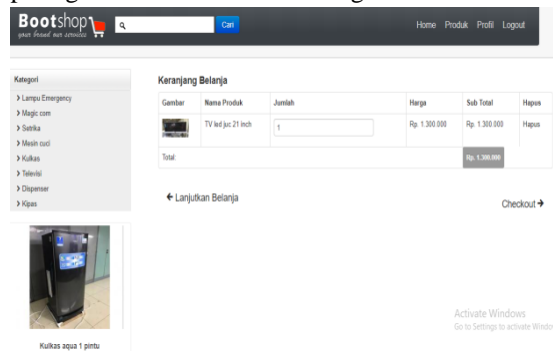 Bootshop
your brand our services
Cari
Home Produk Profil Logout
Kategori
> Lampu Emergency
> Magic com
> Setrika
> Mesin cuci
> Kulkas
> Televisi
> Dispenser
> Kipas
Keranjang Belanja
Gambar Nama Produk Jumlah Harga Sub Total Hapus
TV led juc 21 inch 1 Rp. 1.300.000 Rp. 1.300.000 Hapus
Total: Rp. 1.300.000
← Lanjutkan Belanja
Checkout →
Kulkas aqua 1 pintu
Activate Windows
Go to Settings to activate Windo